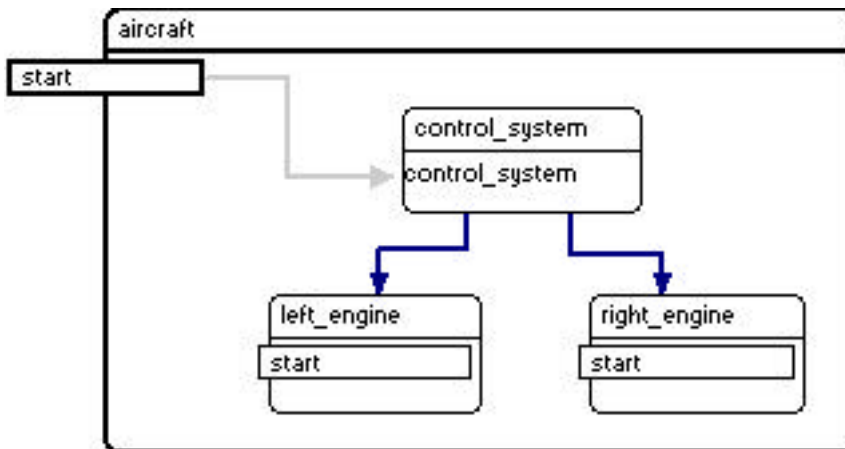 aircraft
start
control_system
control_system
left_engine
right_engine
start
start